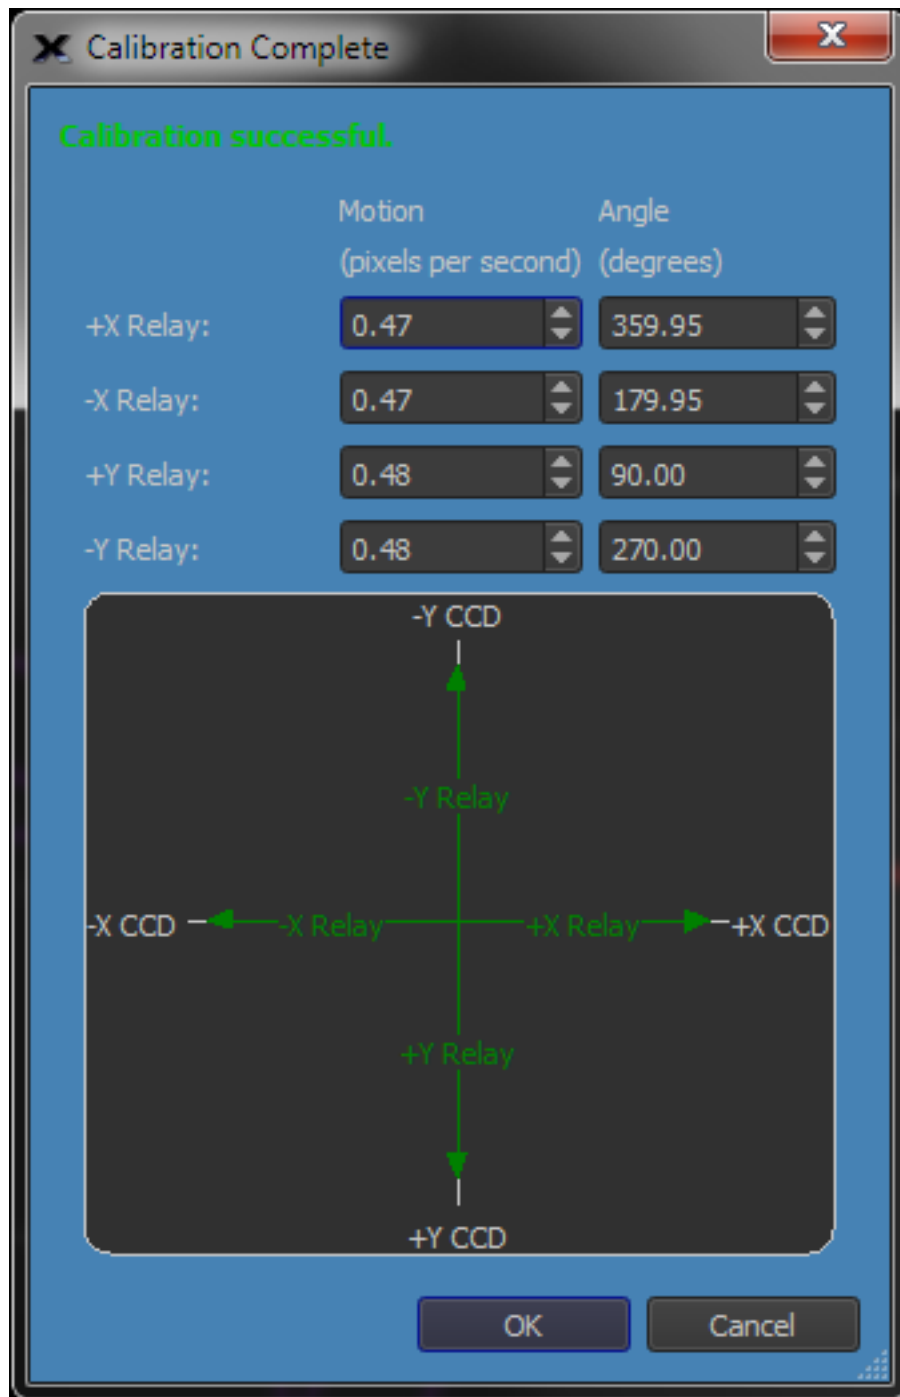 Calibration Complete
Calibration successful.
Motion Angle
(pixels per second) (degrees)
+X Relay: 0.47 359.95
-X Relay: 0.47 179.95
+Y Relay: 0.48 90.00
-Y Relay: 0.48 270.00
-Y CCD
-Y Relay
-X CCD -X Relay +X Relay +X CCD
+Y Relay
+Y CCD
OK Cancel